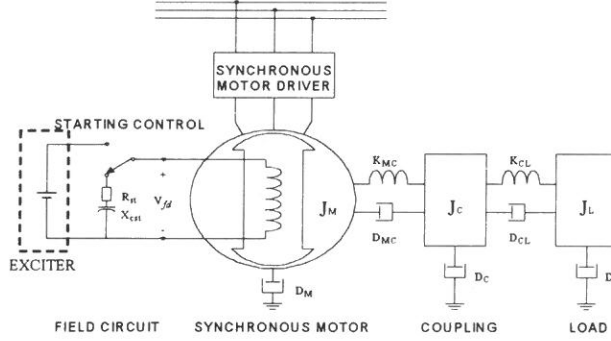 SYNCHRONOUS
MOTOR DRIVER
STARTING CONTROL
EXCITER
Rst
Xcst
+
Vfd
-
JM
KMC
DMC
JC
KCL
DCL
JL
DM
DC
D
FIELD CIRCUIT
SYNCHRONOUS MOTOR
COUPLING
LOAD